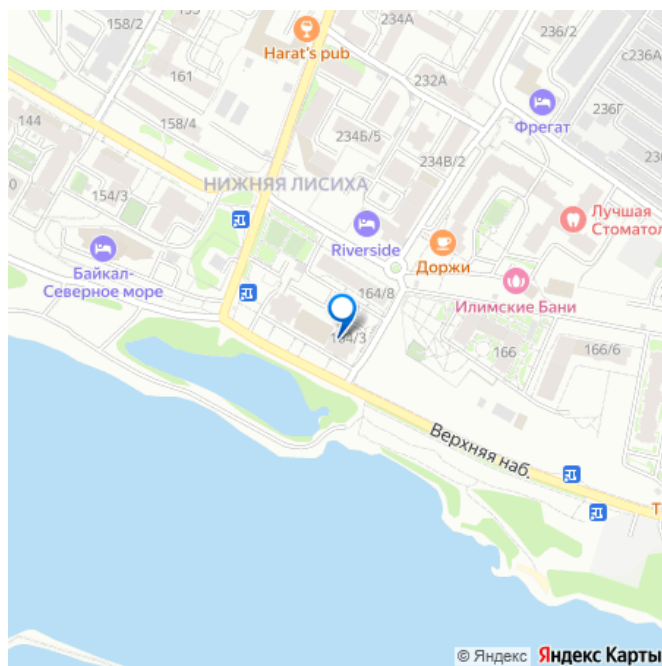 158/2
234А
Harat's pub
236/2
с236А
161
232А
144
158/4
236Г
Фрегат
234Б/5
234В/2
НИЖНЯЯ ЛИСИХА
154/3
Лучшая
Стоматол
Riverside
Доржи
Байкал-
Северное море
164/8
Илимские Бани
164/3
166
166/6
Верхняя наб.
© Яндекс Яндекс Карты